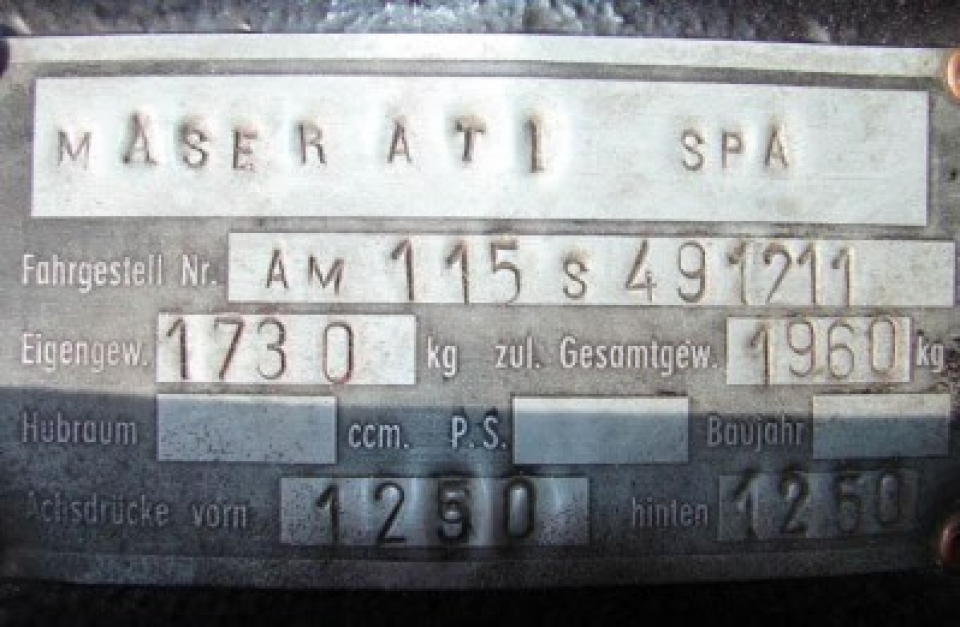 MASERATI SPA
Fahrgestell Nr. AM 115 S 491211
Eigengew. 1730 kg zul. Gesamtgew. 1960 kg
Hubraum ccm. P.S. Baujahr
Achsdrücke vorn 1250 hinten 1250